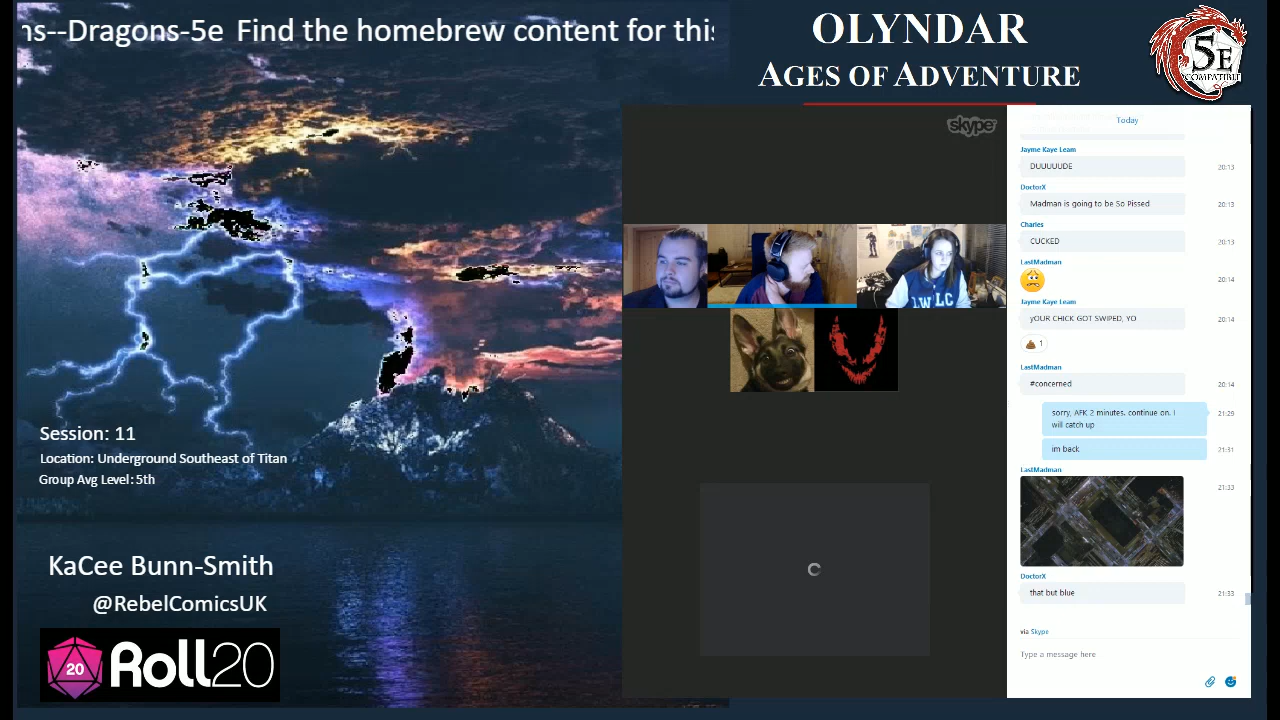 ns--Dragons-5e Find the homebrew content for this
OLYNDAR
AGES OF ADVENTURE
5E
COMPATIBLE
skype
Today
Jayme Kaye Leam
DUUUUUDE
20:13
DoctorX
Madman is going to be So Pissed
20:13
Charles
CUCKED
20:13
LastMadman
20:14
Jayme Kaye Leam
yOUR CHICK GOT SWIPED, YO
20:14
1
LastMadman
#concerned
20:14
sorry, AFK 2 minutes. continue on. I
will catch up
21:29
im back
21:31
LastMadman
21:33
DoctorX
that but blue
21:33
via Skype
Type a message here
Session: 11
Location: Underground Southeast of Titan
Group Avg Level: 5th
KaCee Bunn-Smith
@RebelComicsUK
20
Roll20